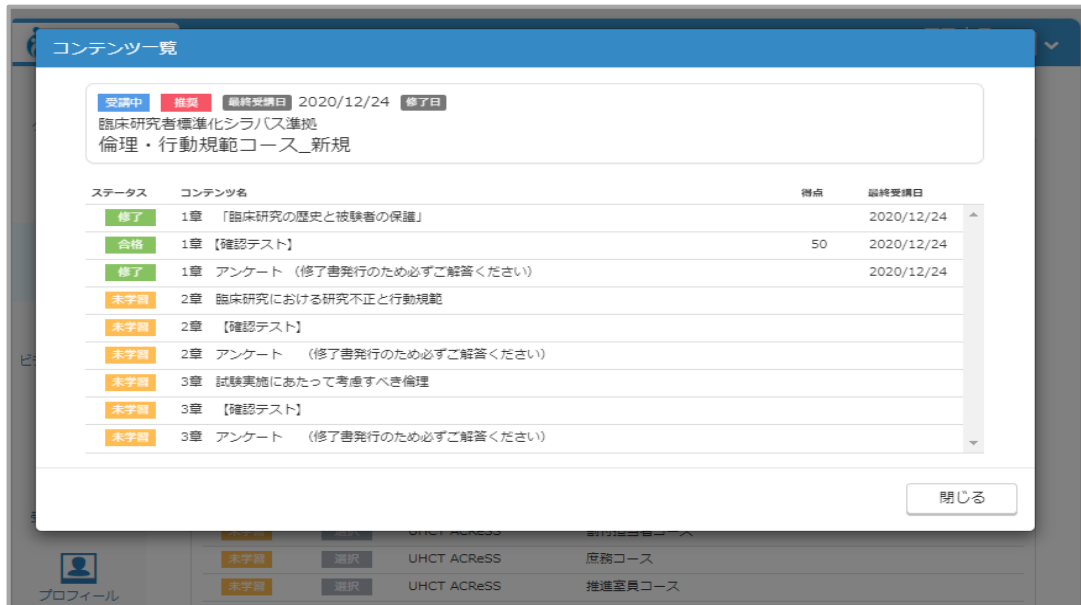 コンテンツ一覧
受講中 推奨 最終受講日 2020/12/24 修了日
臨床研究者標準化シラバス準拠
倫理・行動規範コース_新規
ステータス コンテンツ名 得点 最終受講日
修了 1章 「臨床研究の歴史と被験者の保護」 2020/12/24
合格 1章 【確認テスト】 50 2020/12/24
修了 1章 アンケート (修了書発行のため必ずご解答ください) 2020/12/24
未学習 2章 臨床研究における研究不正と行動規範
未学習 2章 【確認テスト】
未学習 2章 アンケート (修了書発行のため必ずご解答ください)
未学習 3章 試験実施にあたって考慮すべき倫理
未学習 3章 【確認テスト】
未学習 3章 アンケート (修了書発行のため必ずご解答ください)
閉じる
未学習 選択 UHCT ACReSS
未学習 選択 UHCT ACReSS 庶務コース
未学習 選択 UHCT ACReSS 推進室員コース
プロフィール